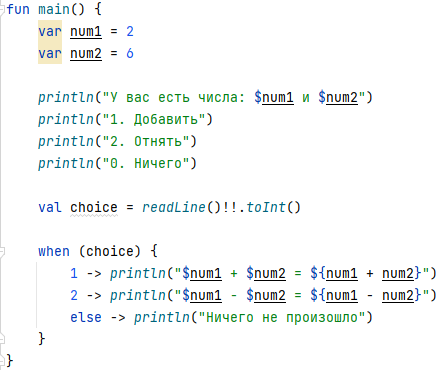 fun main() {
    var num1 = 2
    var num2 = 6

    println("У вас есть числа: $num1 и $num2")
    println("1. Добавить")
    println("2. Отнять")
    println("0. Ничего")

    val choice = readLine()!!.toInt()

    when (choice) {
        1 -> println("$num1 + $num2 = ${num1 + num2}")
        2 -> println("$num1 - $num2 = ${num1 - num2}")
        else -> println("Ничего не произошло")
    }
}